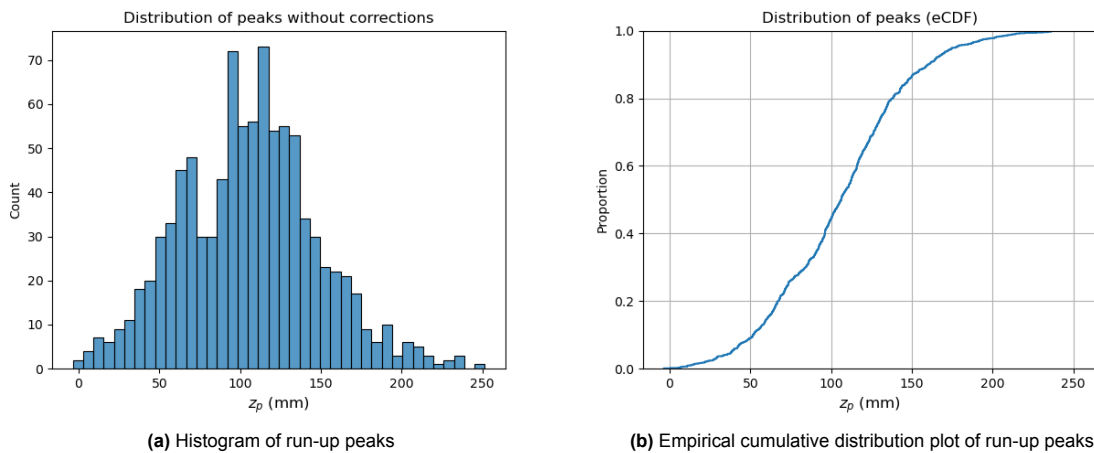 Distribution of peaks without corrections
Count
70
60
50
40
30
20
10
0
0 50 100 150 200 250
z_p (mm)
(a) Histogram of run-up peaks
Distribution of peaks (eCDF)
Proportion
1.0
0.8
0.6
0.4
0.2
0.0
0 50 100 150 200 250
z_p (mm)
(b) Empirical cumulative distribution plot of run-up peaks